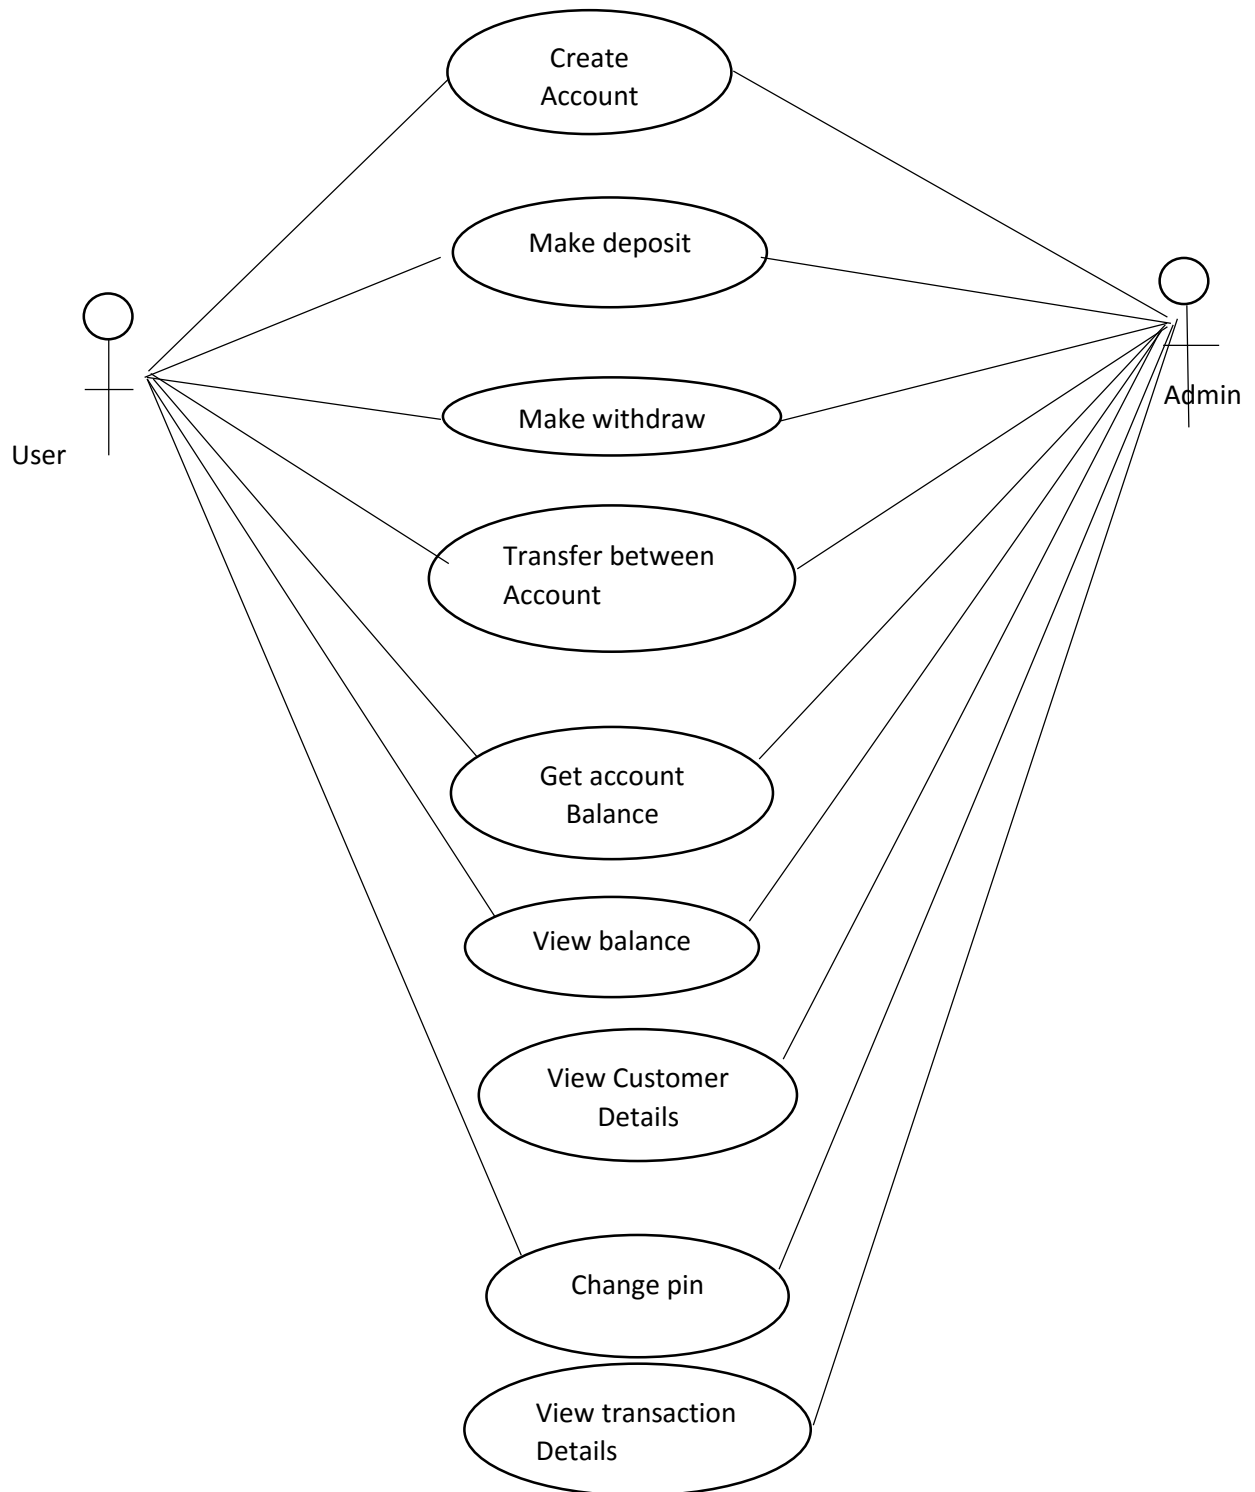 Create
Account
Make deposit
Admin
Make withdraw
User
Transfer between
Account
Get account
Balance
View balance
View Customer
Details
Change pin
View transaction
Details